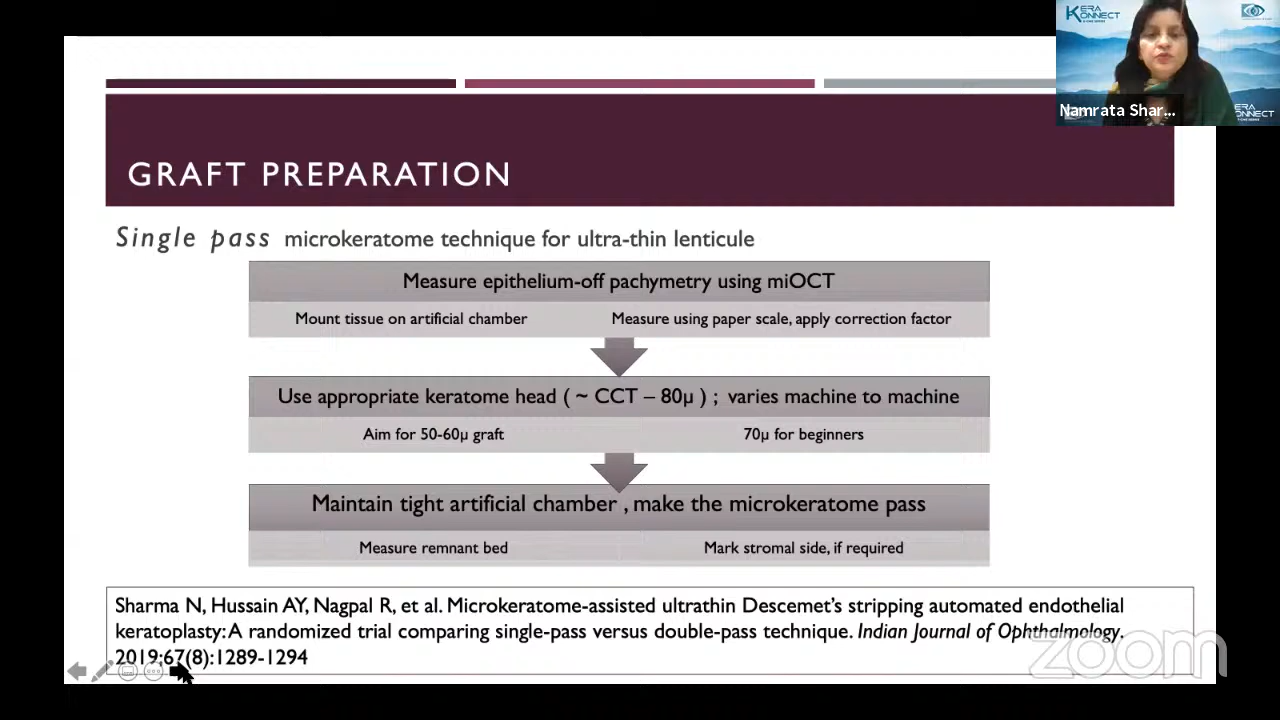 KERA
KONNECT
Namrata Shar...
ERA
ONNECT
GRAFT PREPARATION
Single pass microkeratome technique for ultra-thin lenticule
Measure epithelium-off pachymetry using miOCT
Mount tissue on artificial chamber
Measure using paper scale, apply correction factor
Use appropriate keratome head ( ~ CCT – 80µ ) ; varies machine to machine
Aim for 50-60µ graft
70µ for beginners
Maintain tight artificial chamber , make the microkeratome pass
Measure remnant bed
Mark stromal side, if required
Sharma N, Hussain AY, Nagpal R, et al. Microkeratome-assisted ultrathin Descemet's stripping automated endothelial
keratoplasty: A randomized trial comparing single-pass versus double-pass technique. Indian Journal of Ophthalmology.
2019;67(8):1289-1294
zoom